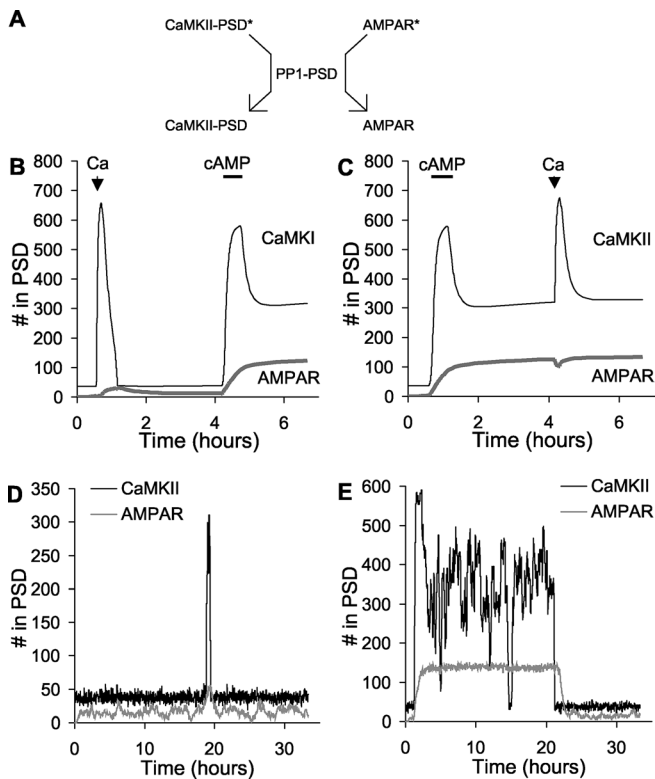 A
CaMKII-PSD* AMPAR*
PP1-PSD
CaMKII-PSD AMPAR
B
Ca cAMP
800
700
600
500
400
300
200
100
0
# in PSD
CaMKI
AMPAR
0 2 4 6
Time (hours)
C
cAMP Ca
800
700
600
500
400
300
200
100
0
# in PSD
CaMKII
AMPAR
0 2 4 6
Time (hours)
D
CaMKII
AMPAR
350
300
250
200
150
100
50
0
# in PSD
0 10 20 30
Time (hours)
E
CaMKII
AMPAR
600
500
400
300
200
100
0
# in PSD
0 10 20 30
Time (hours)